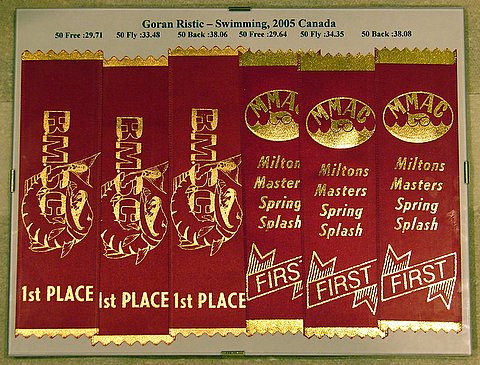 Goran Ristic – Swimming, 2005 Canada
50 Free :29.71 50 Fly :33.48 50 Back :38.06 50 Free :29.64 50 Fly :34.35 50 Back :38.08
BMSC
1st PLACE
BMSC
1st PLACE
BMSC
1st PLACE
MMAC
Miltons
Masters
Spring
Splash
FIRST
MMAC
Miltons
Masters
Spring
Splash
FIRST
MMAC
Miltons
Masters
Spring
Splash
FIRST